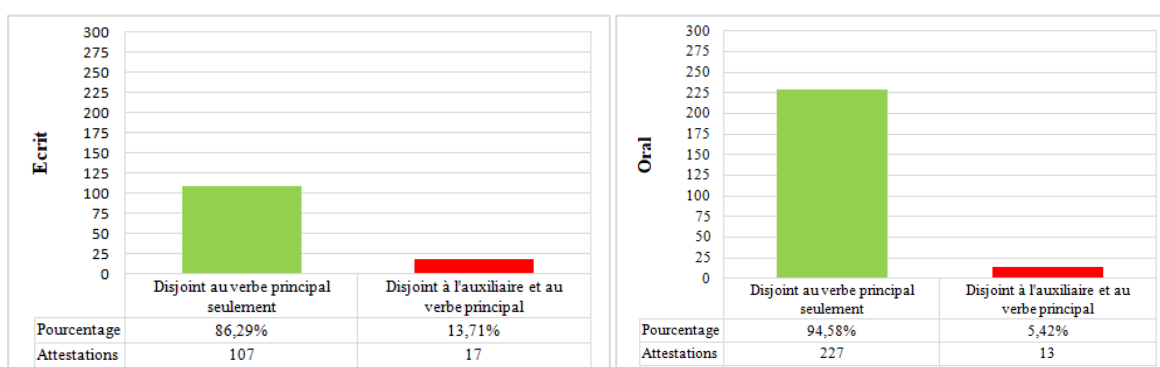 300
275
250
225
200
175
150
125
100
75
50
25
0
Ecrit
Disjoint au verbe principal
seulement
Disjoint à l'auxiliaire et au
verbe principal
Pourcentage 86,29% 13,71%
Attestations 107 17
300
275
250
225
200
175
150
125
100
75
50
25
0
Oral
Disjoint au verbe principal
seulement
Disjoint à l'auxiliaire et au
verbe principal
Pourcentage 94,58% 5,42%
Attestations 227 13